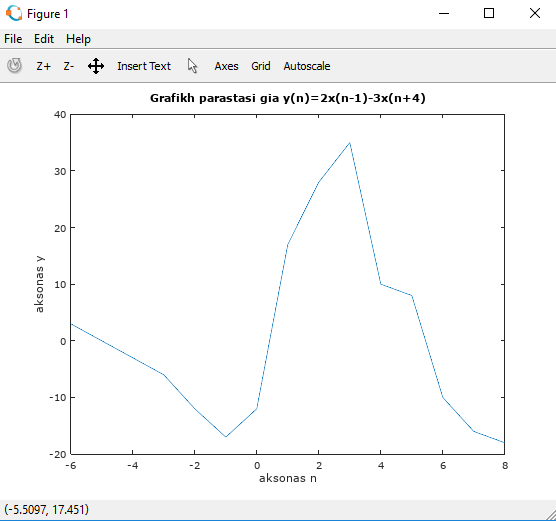 Figure 1
File Edit Help
Z+ Z- Insert Text Axes Grid Autoscale
Grafikh parastasi gia y(n)=2x(n-1)-3x(n+4)
40
30
20
10
0
-10
-20
aksonas y
-6 -4 -2 0 2 4 6 8
aksonas n
(-5.5097, 17.451)